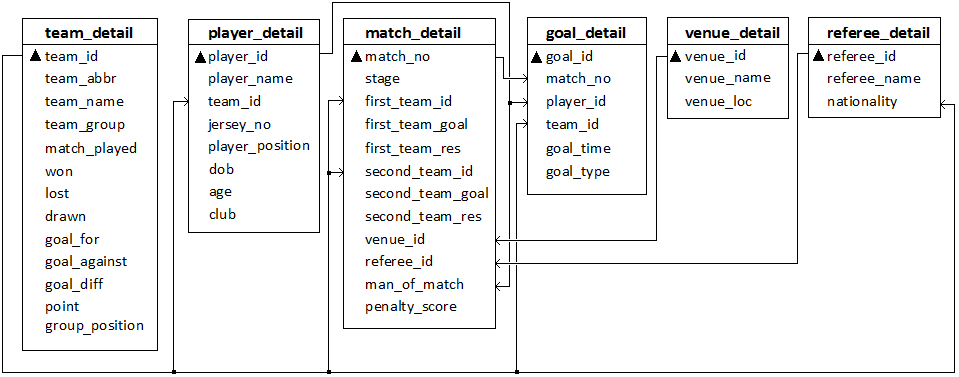 team_detail
team_id
team_abbr
team_name
team_group
match_played
won
lost
drawn
goal_for
goal_against
goal_diff
point
group_position
player_detail
player_id
player_name
team_id
jersey_no
player_position
dob
age
club
match_detail
match_no
stage
first_team_id
first_team_goal
first_team_res
second_team_id
second_team_goal
second_team_res
venue_id
referee_id
man_of_match
penalty_score
goal_detail
goal_id
match_no
player_id
team_id
goal_time
goal_type
venue_detail
venue_id
venue_name
venue_loc
referee_detail
referee_id
referee_name
nationality